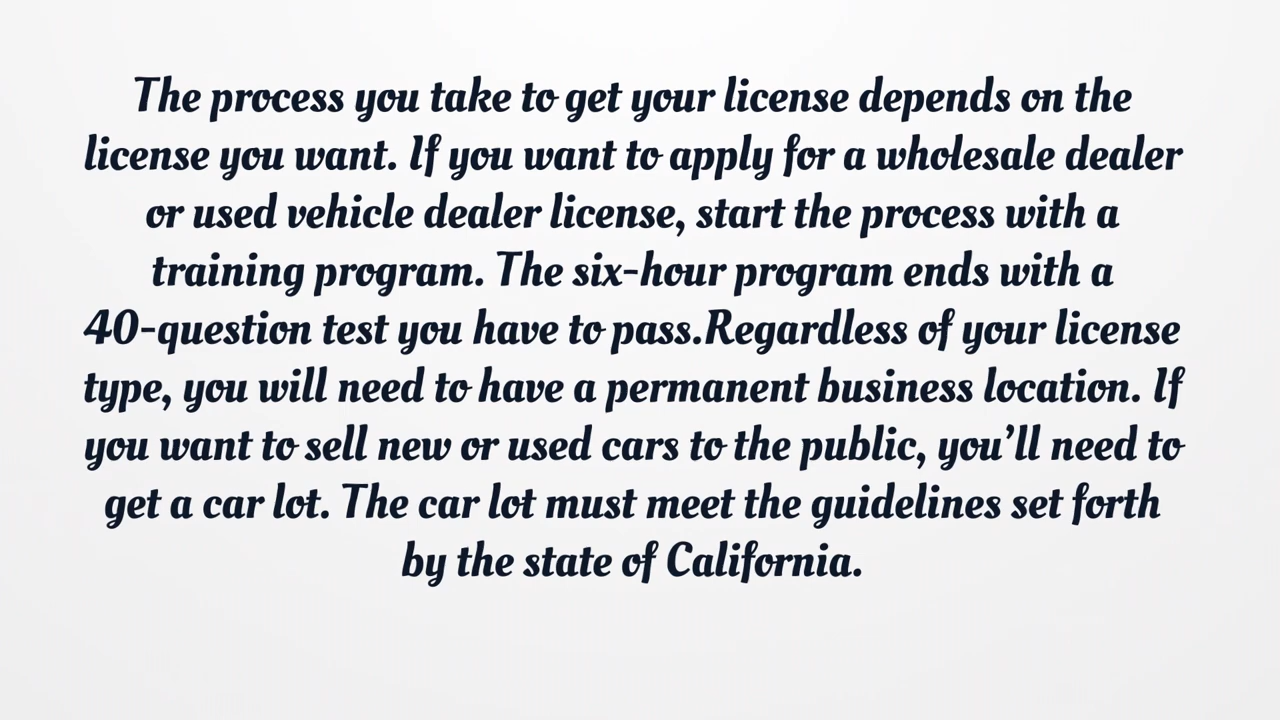 The process you take to get your license depends on the
license you want. If you want to apply for a wholesale dealer
or used vehicle dealer license, start the process with a
training program. The six-hour program ends with a
40-question test you have to pass.Regardless of your license
type, you will need to have a permanent business location. If
you want to sell new or used cars to the public, you’ll need to
get a car lot. The car lot must meet the guidelines set forth
by the state of California.